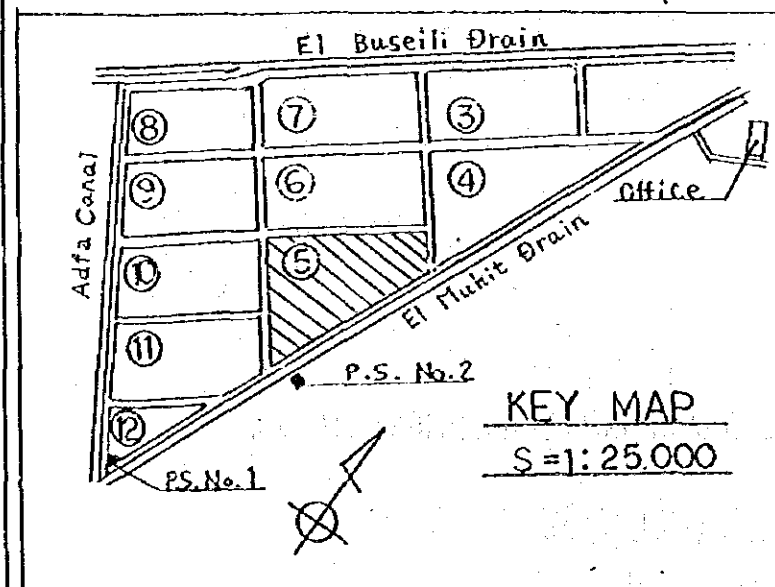 El Buseili Drain
⑧
⑦
③
Adfa Canal
⑨
⑥
④
Office
⑩
⑤
El Muhit Drain
⑪
P.S. No.2
⑫
P.S. No.1
KEY MAP
S=1:25.000